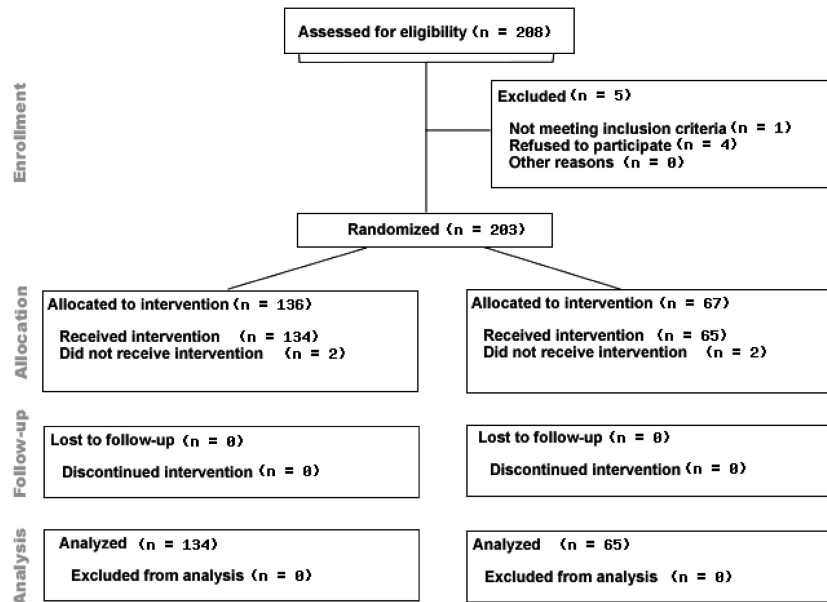 Assessed for eligibility (n = 208)
Enrollment
Excluded (n = 5)
Not meeting inclusion criteria (n = 1)
Refused to participate (n = 4)
Other reasons (n = 0)
Randomized (n = 203)
Allocation
Allocated to intervention (n = 136)
Received intervention (n = 134)
Did not receive intervention (n = 2)
Allocated to intervention (n = 67)
Received intervention (n = 65)
Did not receive intervention (n = 2)
Follow-up
Lost to follow-up (n = 0)
Discontinued intervention (n = 0)
Lost to follow-up (n = 0)
Discontinued intervention (n = 0)
Analysis
Analyzed (n = 134)
Excluded from analysis (n = 0)
Analyzed (n = 65)
Excluded from analysis (n = 0)